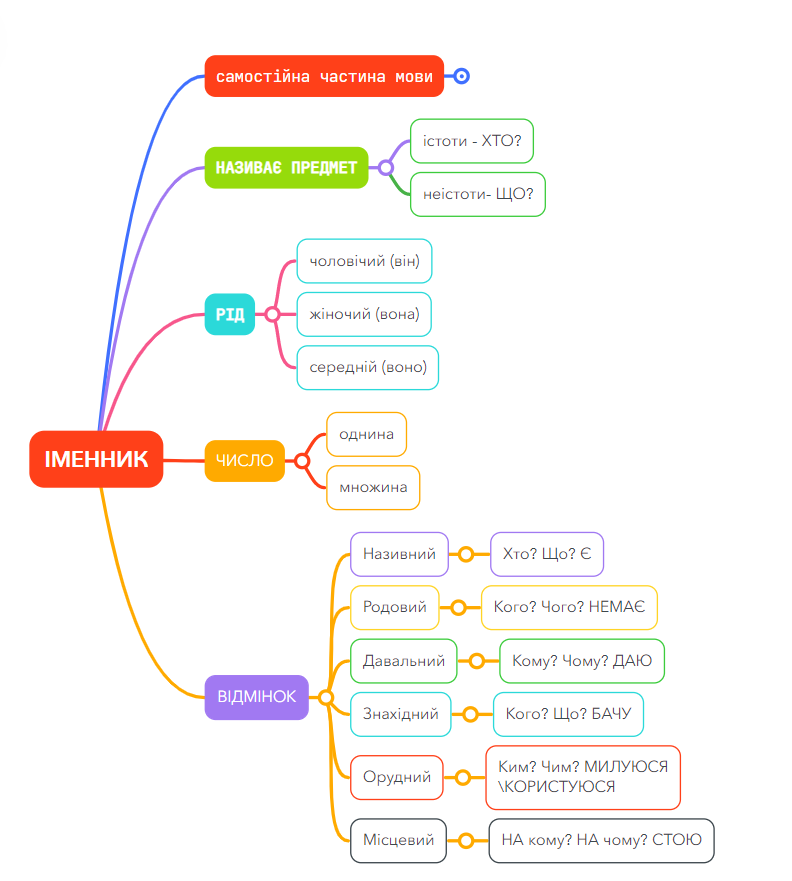 самостійна частина мови
НАЗИВАЄ ПРЕДМЕТ
істоти - ХТО?
неістоти- ЩО?
РІД
чоловічий (він)
жіночий (вона)
середній (воно)
ІМЕННИК
ЧИСЛО
однина
множина
ВІДМІНОК
Називний
Хто? Що? Є
Родовий
Кого? Чого? НЕМАЄ
Давальний
Кому? Чому? ДАЮ
Знахідний
Кого? Що? БАЧУ
Орудний
Ким? Чим? МИЛУЮСЯ
\КОРИСТУЮСЯ
Місцевий
НА кому? НА чому? СТОЮ